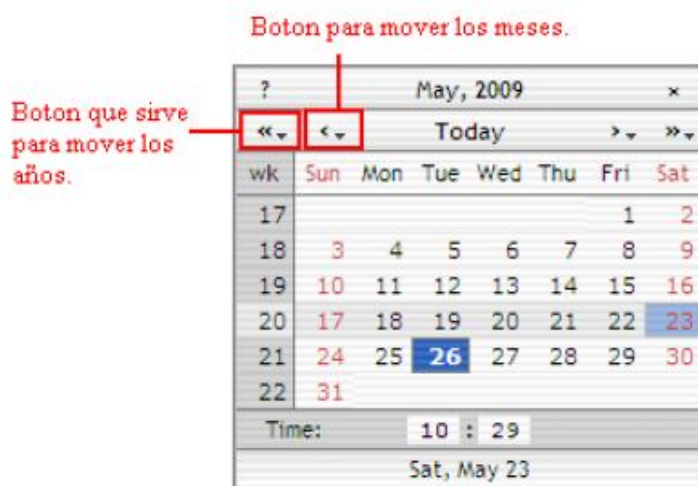 Boton para mover los meses.
Boton que sirve
para mover los
años.
? May, 2009 ×
« ‹ Today › »
wk Sun Mon Tue Wed Thu Fri Sat
17 1 2
18 3 4 5 6 7 8 9
19 10 11 12 13 14 15 16
20 17 18 19 20 21 22 23
21 24 25 26 27 28 29 30
22 31
Time: 10 : 29
Sat, May 23